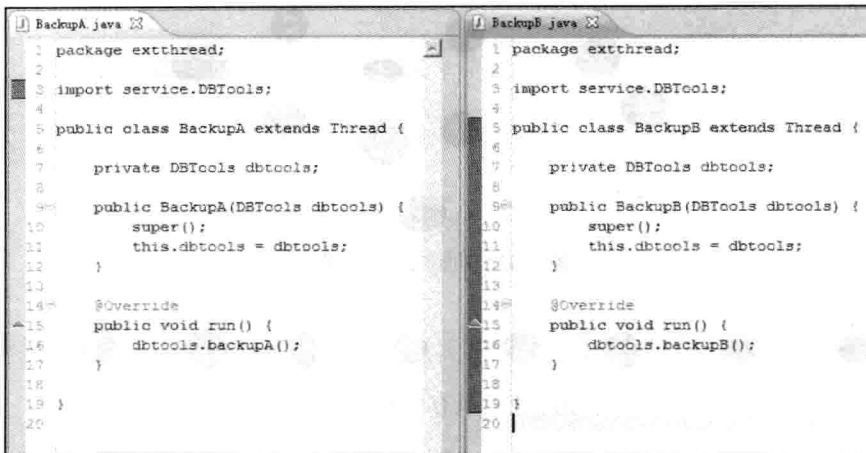 BackupA.java
1 package extthread;
2
3 import service.DBTools;
4
5 public class BackupA extends Thread {
6
7 private DBTools dbtools;
8
9 public BackupA(DBTools dbtools) {
10 super();
11 this.dbtools = dbtools;
12 }
13
14 @Override
15 public void run() {
16 dbtools.backupA();
17 }
18
19 }
20
BackupB.java
1 package extthread;
2
3 import service.DBTools;
4
5 public class BackupB extends Thread {
6
7 private DBTools dbtools;
8
9 public BackupB(DBTools dbtools) {
10 super();
11 this.dbtools = dbtools;
12 }
13
14 @Override
15 public void run() {
16 dbtools.backupB();
17 }
18
19 }
20